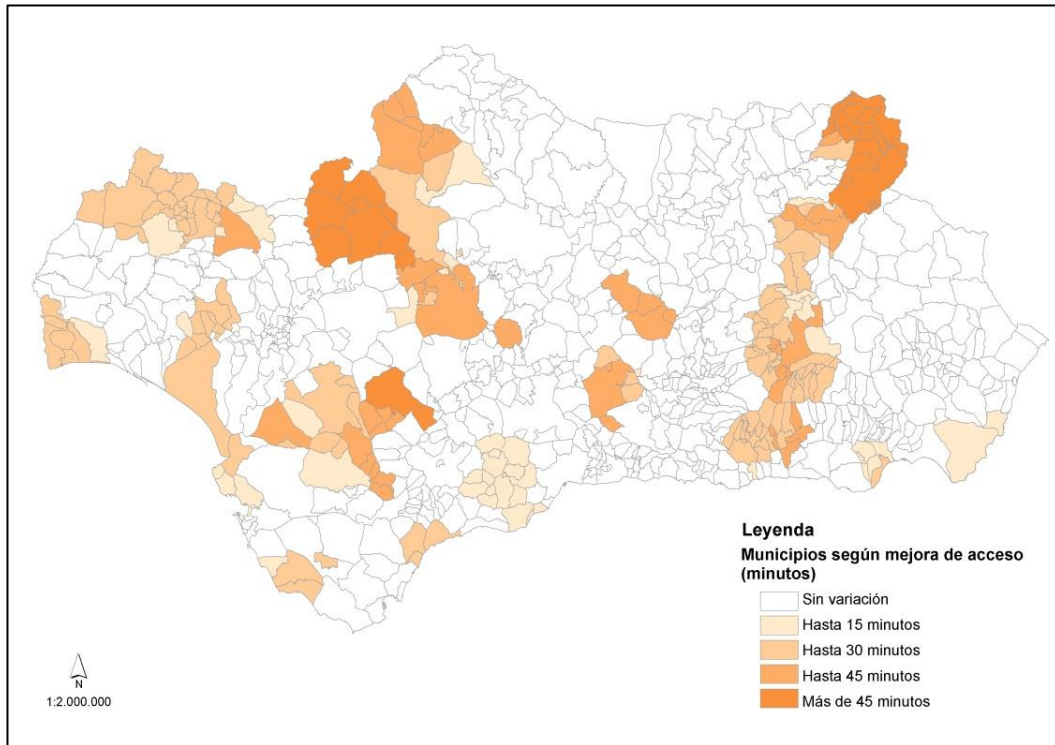 Leyenda
Municipios según mejora de acceso
(minutos)
Sin variación
Hasta 15 minutos
Hasta 30 minutos
Hasta 45 minutos
Más de 45 minutos
N
1:2.000.000